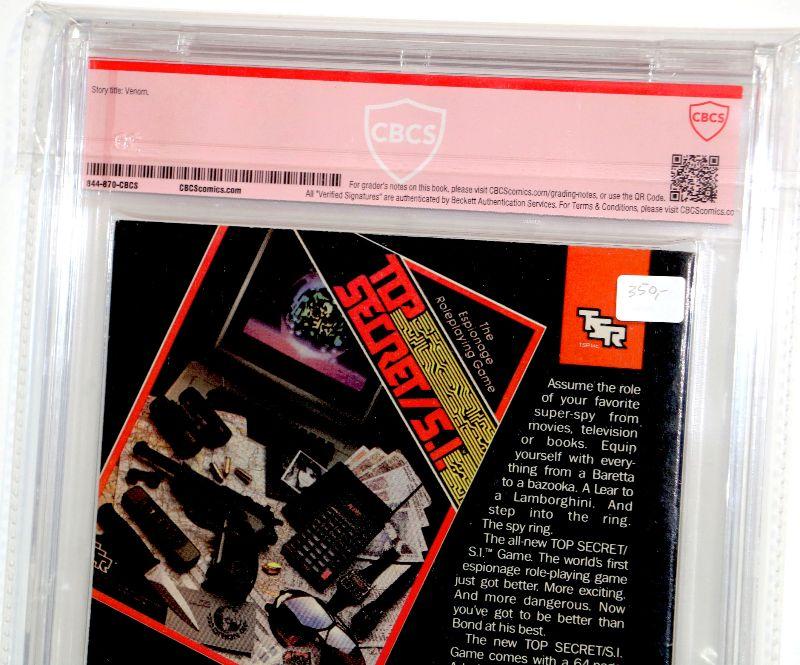 Story title: Venom.
CBCS
CBCS
844-870-CBCS
CBCScomics.com
For grader's notes on this book, please visit CBCScomics.com/grading-notes, or use the QR Code.
All "Verified Signatures" are authenticated by Beckett Authentication Services. For Terms & Conditions, please visit CBCScomics.co
TOP
SECRET/S.I.
The
Espionage
Roleplaying Game
350,-
TSR
Assume the role
of your favorite
super-spy from
movies, television
or books. Equip
yourself with every-
thing from a Baretta
to a bazooka. A Lear to
a Lamborghini. And
step into the ring.
The spy ring.
The all-new TOP SECRET/
S.I.™ Game. The world's first
espionage role-playing game
just got better. More exciting.
And more dangerous. Now
you've got to be better than
Bond at his best.
The new TOP SECRET/S.I.
Game comes with a 64-pag